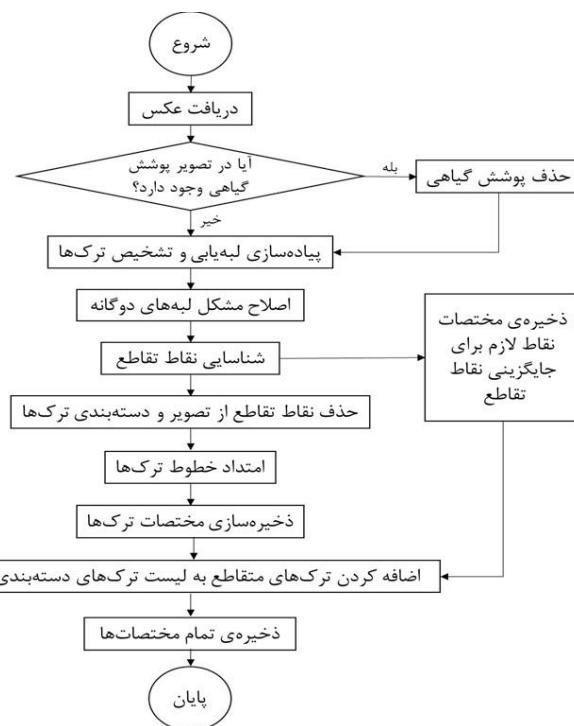 شروع
دریافت عکس
آیا در تصویر پوشش
گیاهی وجود دارد؟
بله
حذف پوشش گیاهی
خیر
پیاده‌سازی لبه‌یابی و تشخیص ترک‌ها
اصلاح مشکل لبه‌های دوگانه
شناسایی نقاط تقاطع
ذخیره‌ی مختصات
نقاط لازم برای
جایگزینی نقاط
تقاطع
حذف نقاط تقاطع از تصویر و دسته‌بندی ترک‌ها
امتداد خطوط ترک‌ها
ذخیره‌سازی مختصات ترک‌ها
اضافه کردن ترک‌های متقاطع به لیست ترک‌های دسته‌بندی
ذخیره‌ی تمام مختصات‌ها
پایان